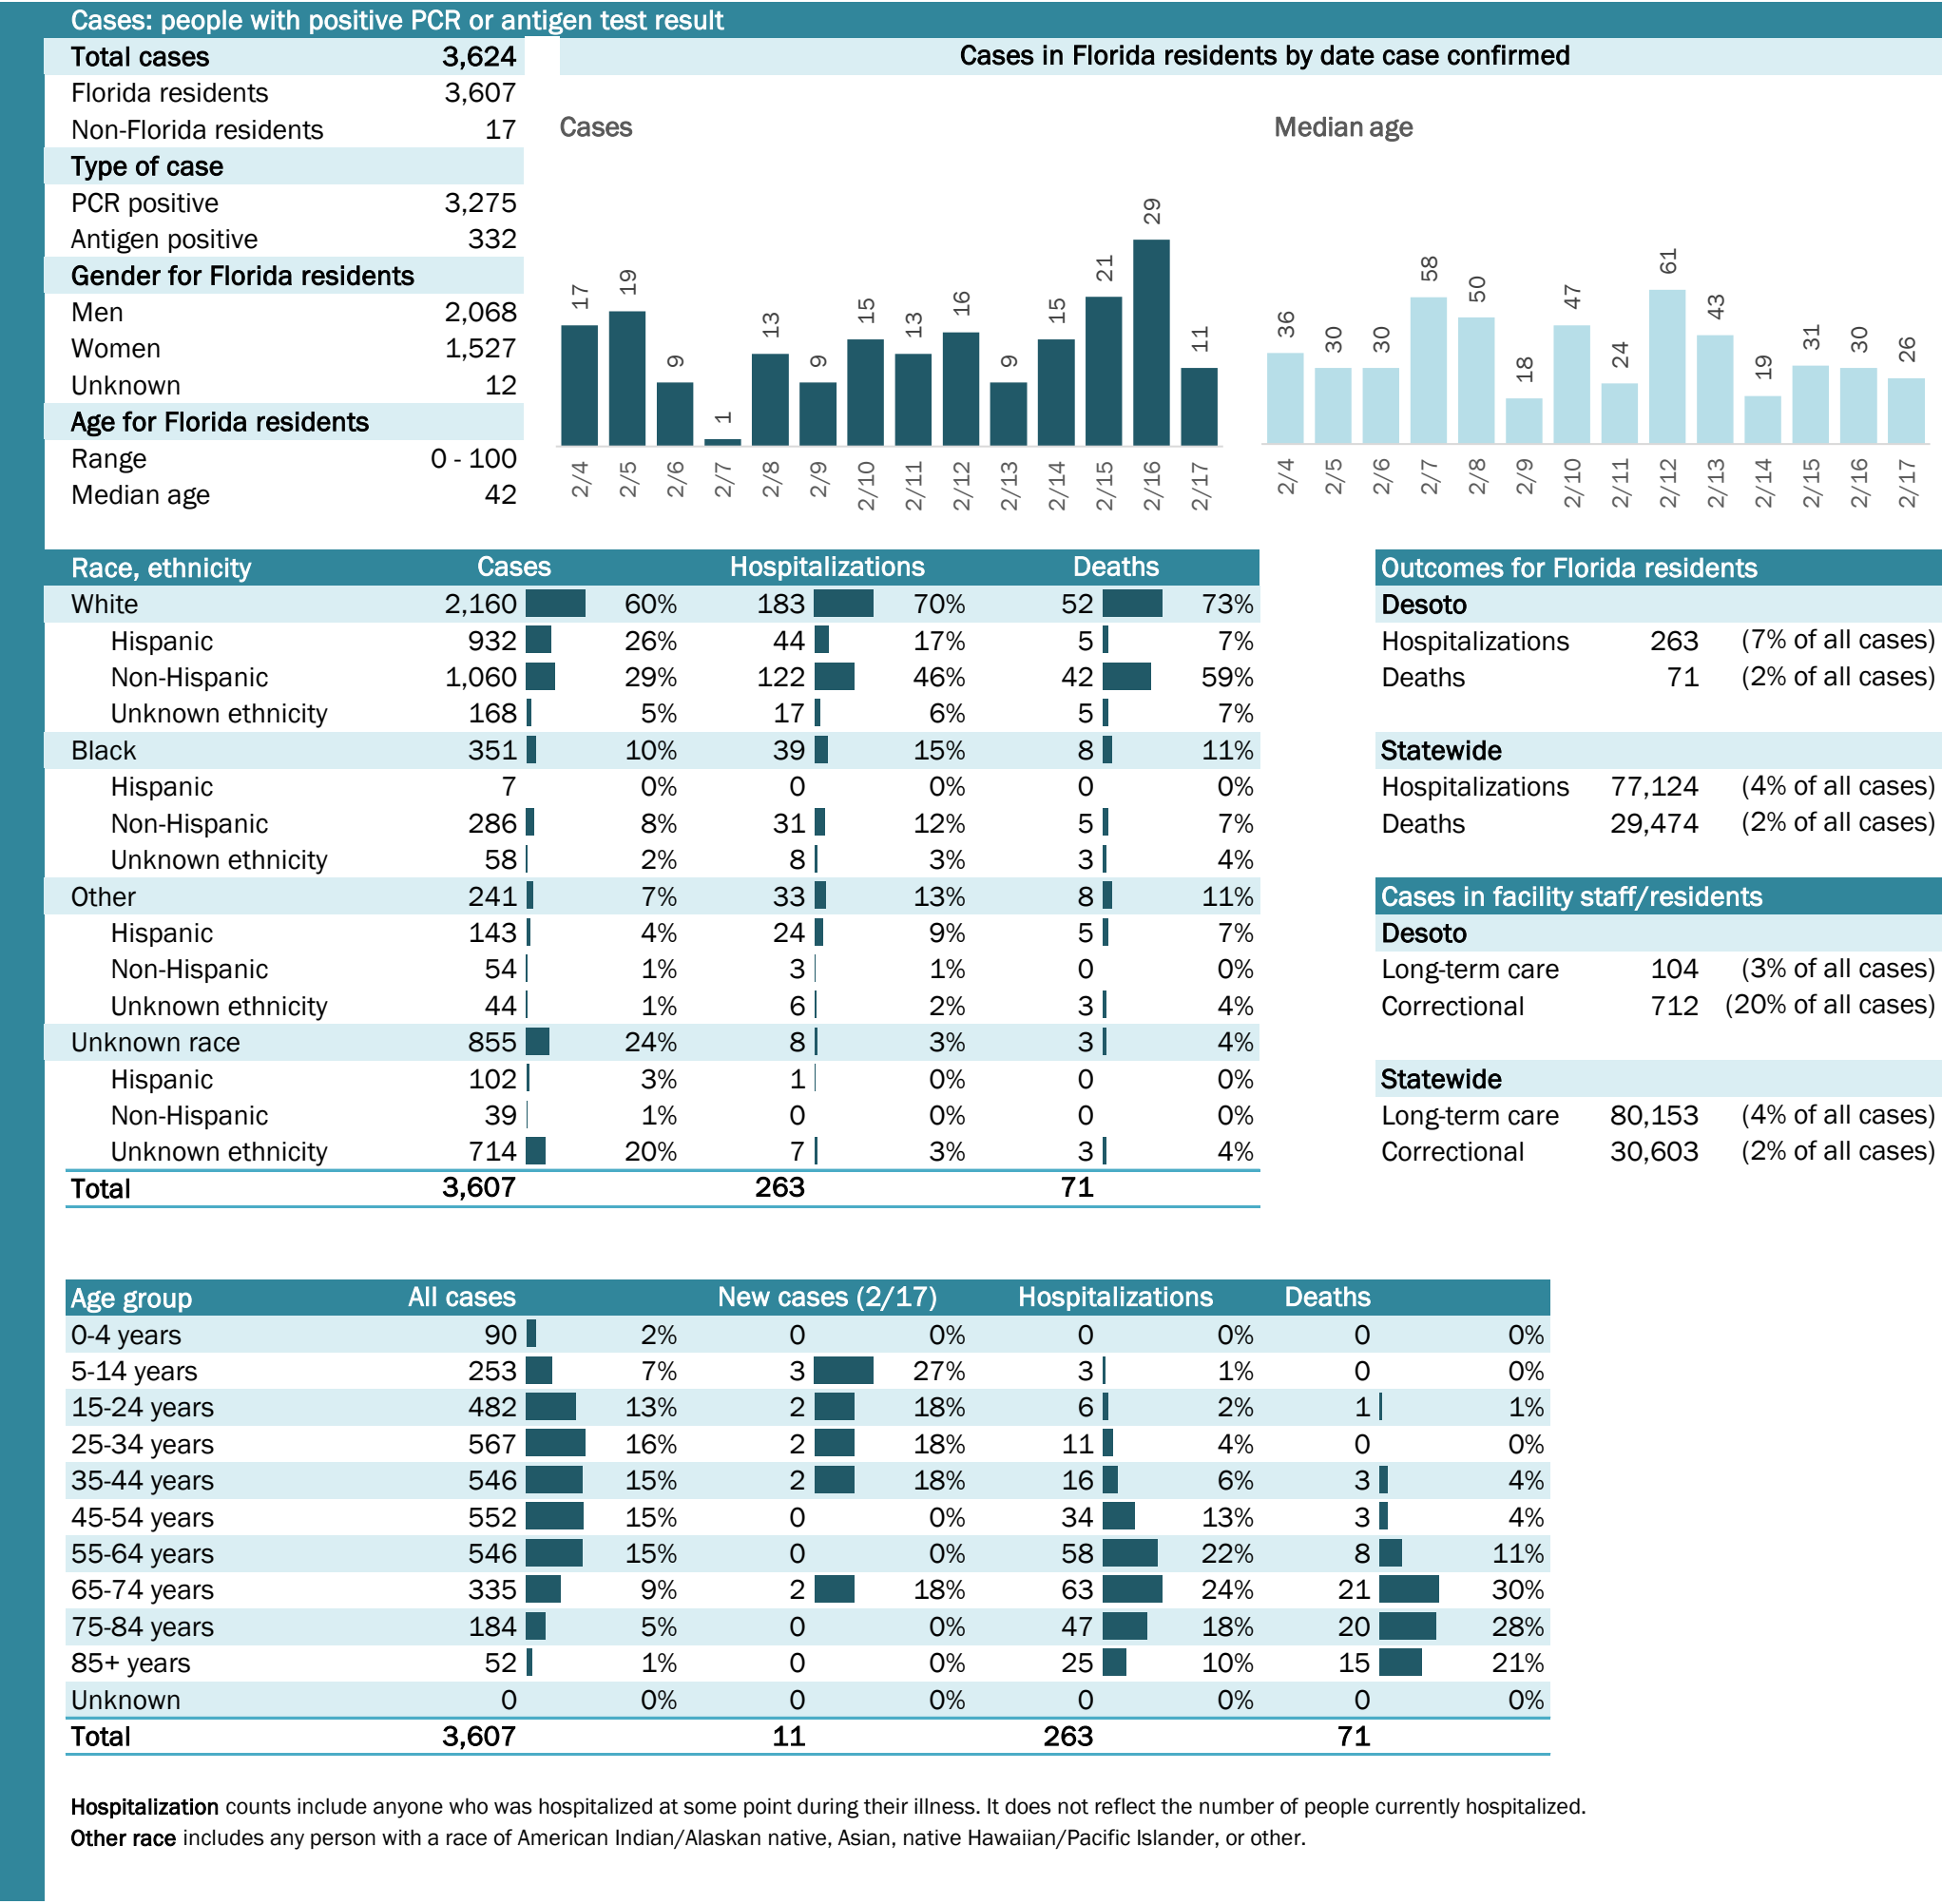 Cases: people with positive PCR or antigen test result
Total cases 3,624
Florida residents 3,607
Non-Florida residents 17
Type of case
PCR positive 3,275
Antigen positive 332
Gender for Florida residents
Men 2,068
Women 1,527
Unknown 12
Age for Florida residents
Range 0 - 100
Median age 42
Cases in Florida residents by date case confirmed
Cases
17 19 9 1 13 9 15 13 16 9 15 21 29 11
2/4 2/5 2/6 2/7 2/8 2/9 2/10 2/11 2/12 2/13 2/14 2/15 2/16 2/17
Median age
36 30 30 58 50 18 47 24 61 43 19 31 30 26
2/4 2/5 2/6 2/7 2/8 2/9 2/10 2/11 2/12 2/13 2/14 2/15 2/16 2/17
Race, ethnicity Cases Hospitalizations Deaths
White 2,160 60% 183 70% 52 73%
Hispanic 932 26% 44 17% 5 7%
Non-Hispanic 1,060 29% 122 46% 42 59%
Unknown ethnicity 168 5% 17 6% 5 7%
Black 351 10% 39 15% 8 11%
Hispanic 7 0% 0 0% 0 0%
Non-Hispanic 286 8% 31 12% 5 7%
Unknown ethnicity 58 2% 8 3% 3 4%
Other 241 7% 33 13% 8 11%
Hispanic 143 4% 24 9% 5 7%
Non-Hispanic 54 1% 3 1% 0 0%
Unknown ethnicity 44 1% 6 2% 3 4%
Unknown race 855 24% 8 3% 3 4%
Hispanic 102 3% 1 0% 0 0%
Non-Hispanic 39 1% 0 0% 0 0%
Unknown ethnicity 714 20% 7 3% 3 4%
Total 3,607 263 71
Outcomes for Florida residents
Desoto
Hospitalizations 263 (7% of all cases)
Deaths 71 (2% of all cases)
Statewide
Hospitalizations 77,124 (4% of all cases)
Deaths 29,474 (2% of all cases)
Cases in facility staff/residents
Desoto
Long-term care 104 (3% of all cases)
Correctional 712 (20% of all cases)
Statewide
Long-term care 80,153 (4% of all cases)
Correctional 30,603 (2% of all cases)
Age group All cases New cases (2/17) Hospitalizations Deaths
0-4 years 90 2% 0 0% 0 0% 0 0%
5-14 years 253 7% 3 27% 3 1% 0 0%
15-24 years 482 13% 2 18% 6 2% 1 1%
25-34 years 567 16% 2 18% 11 4% 0 0%
35-44 years 546 15% 2 18% 16 6% 3 4%
45-54 years 552 15% 0 0% 34 13% 3 4%
55-64 years 546 15% 0 0% 58 22% 8 11%
65-74 years 335 9% 2 18% 63 24% 21 30%
75-84 years 184 5% 0 0% 47 18% 20 28%
85+ years 52 1% 0 0% 25 10% 15 21%
Unknown 0 0% 0 0% 0 0% 0 0%
Total 3,607 11 263 71
Hospitalization counts include anyone who was hospitalized at some point during their illness. It does not reflect the number of people currently hospitalized.
Other race includes any person with a race of American Indian/Alaskan native, Asian, native Hawaiian/Pacific Islander, or other.